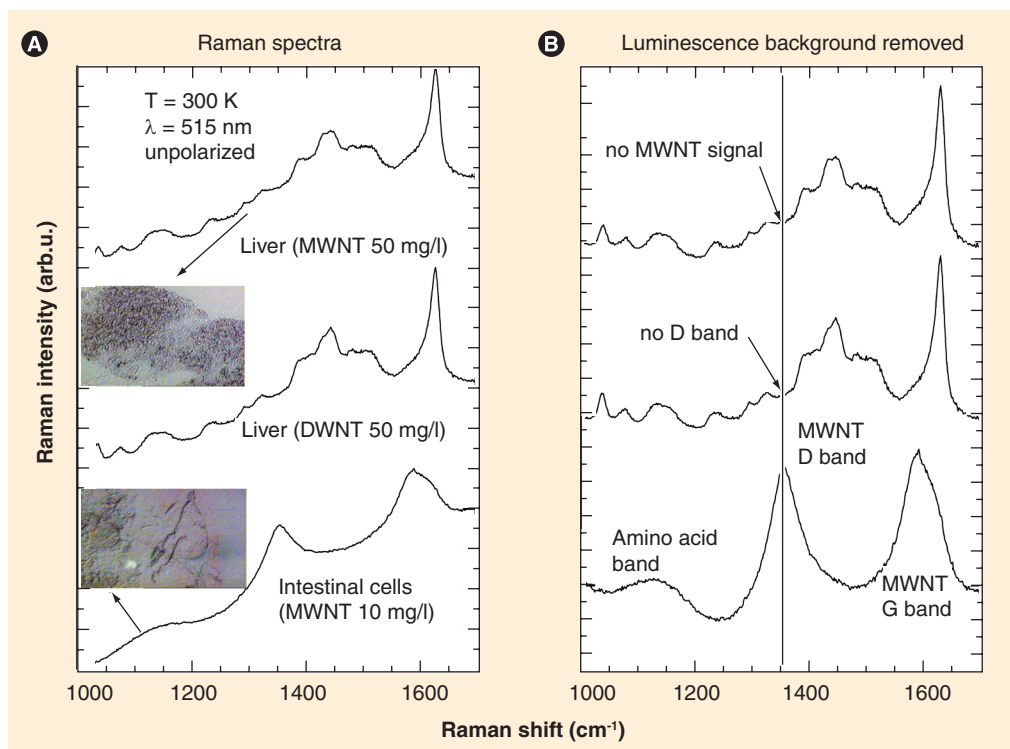 A
Raman spectra
T = 300 K
λ = 515 nm
unpolarized
Liver (MWNT 50 mg/l)
Liver (DWNT 50 mg/l)
Intestinal cells
(MWNT 10 mg/l)
Raman intensity (arb.u.)
1000 1200 1400 1600
B
Luminescence background removed
no MWNT signal
no D band
MWNT
D band
Amino acid
band
MWNT
G band
1000 1200 1400 1600
Raman shift (cm⁻¹)